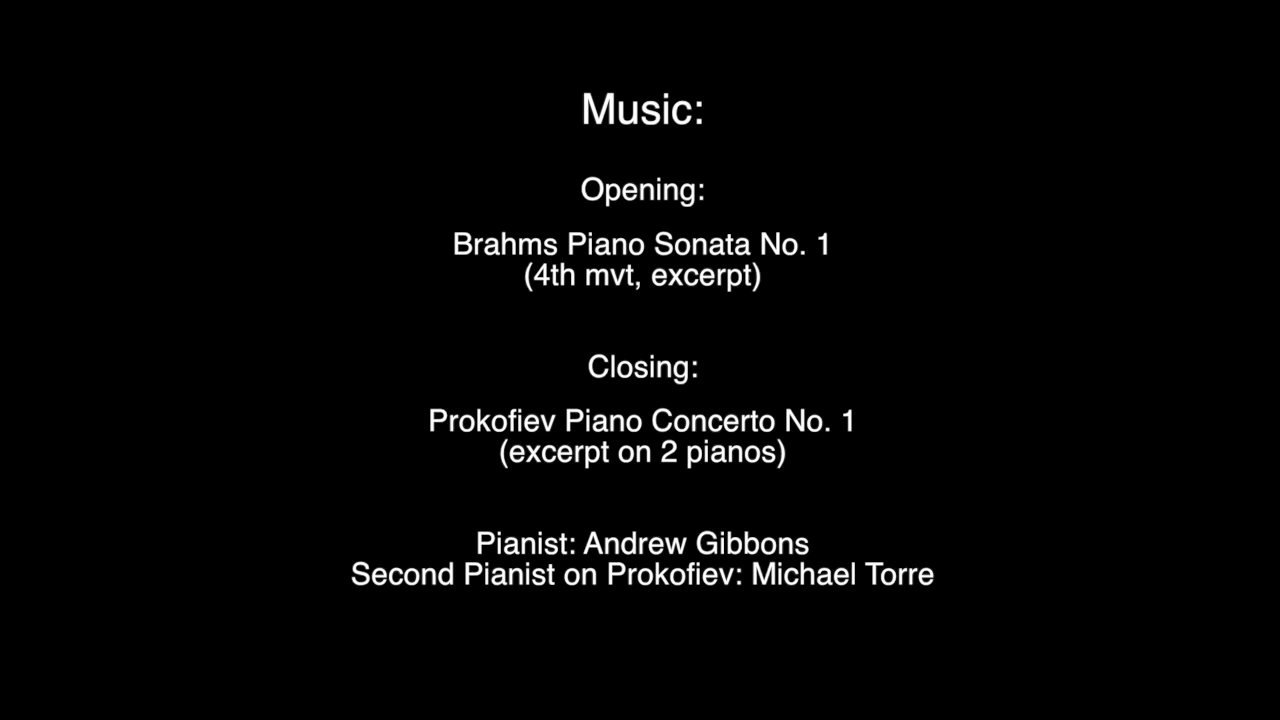 Music:
Opening:
Brahms Piano Sonata No. 1
(4th mvt, excerpt)
Closing:
Prokofiev Piano Concerto No. 1
(excerpt on 2 pianos)
Pianist: Andrew Gibbons
Second Pianist on Prokofiev: Michael Torre